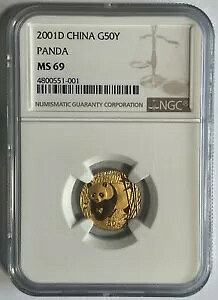 2001D CHINA G50Y
PANDA
MS 69
4800551-001
NUMISMATIC GUARANTY CORPORATION
NGC